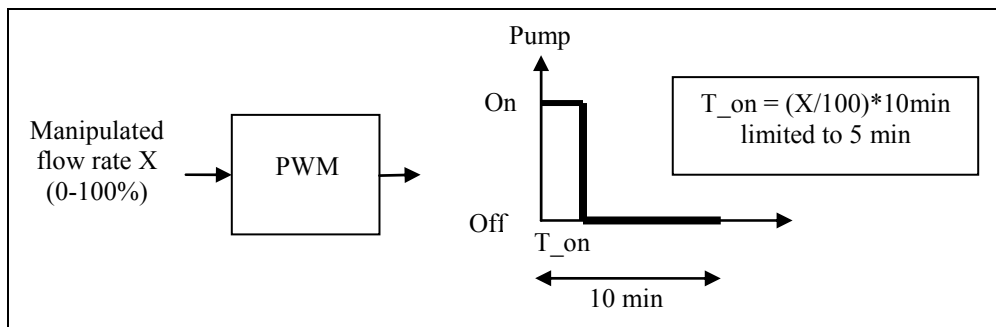 Manipulated
flow rate X
(0-100%)
PWM
Pump
On
Off
T_on
10 min
T_on = (X/100)*10min
limited to 5 min